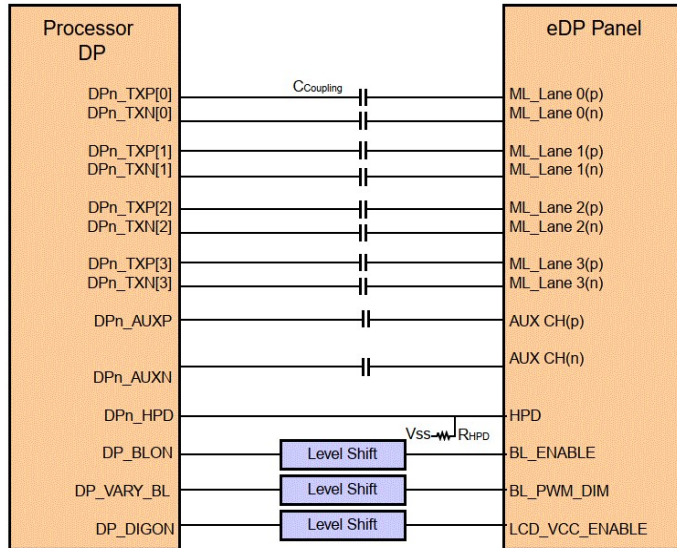 Processor
DP
eDP Panel
DPn_TXP[0]
CCoupling
ML_Lane 0(p)
DPn_TXN[0]
ML_Lane 0(n)
DPn_TXP[1]
ML_Lane 1(p)
DPn_TXN[1]
ML_Lane 1(n)
DPn_TXP[2]
ML_Lane 2(p)
DPn_TXN[2]
ML_Lane 2(n)
DPn_TXP[3]
ML_Lane 3(p)
DPn_TXN[3]
ML_Lane 3(n)
DPn_AUXP
AUX CH(p)
DPn_AUXN
AUX CH(n)
DPn_HPD
HPD
Vss
RHPD
DP_BLON
Level Shift
BL_ENABLE
DP_VARY_BL
Level Shift
BL_PWM_DIM
DP_DIGON
Level Shift
LCD_VCC_ENABLE